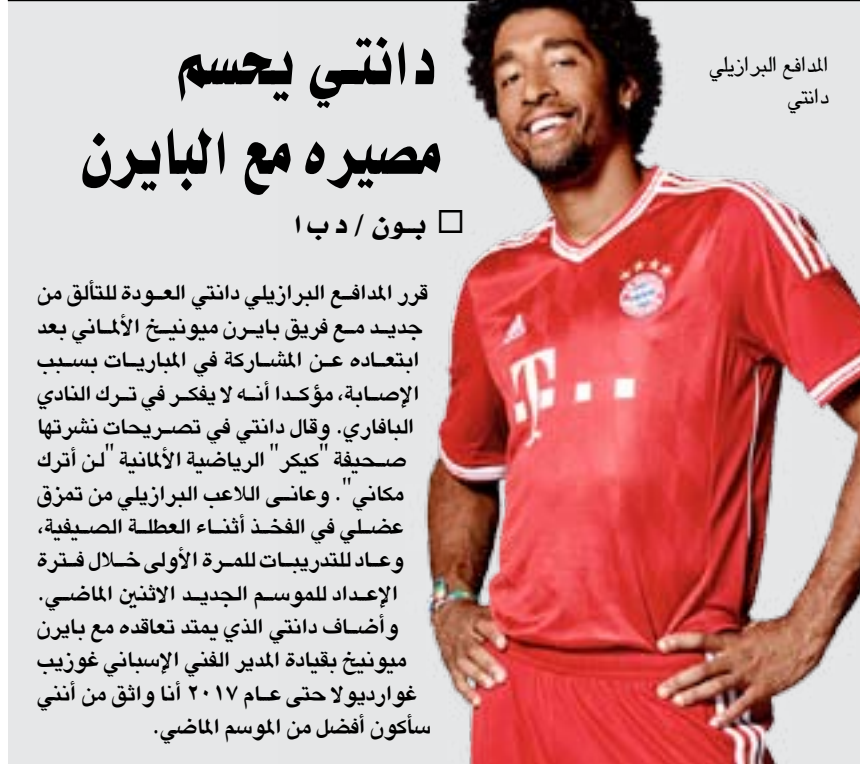 دانتي يحسم
مصيره مع البايرن
□ بون / د ب ا
المدافع البرازيلي
دانتي
قرر المدافع البرازيلي دانتي العودة للتألق من
جديد مع فريق بايرن ميونيخ الألماني بعد
ابتعاده عن المشاركة في المباريات بسبب
الإصابة، مؤكدا أنه لا يفكر في ترك النادي
البافاري. وقال دانتي في تصريحات نشرتها
صحيفة "كيكر" الرياضية الألمانية "لن أترك
مكاني". وعانى اللاعب البرازيلي من تمزق
عضلي في الفخذ أثناء العطلة الصيفية،
وعاد للتدريبات للمرة الأولى خلال فترة
الإعداد للموسم الجديد الاثنين الماضي.
وأضاف دانتي الذي يمتد تعاقده مع بايرن
ميونيخ بقيادة المدير الفني الإسباني غوزيب
غوارديولا حتى عام ٢٠١٧ أنا واثق من أنني
سأكون أفضل من الموسم الماضي.
T